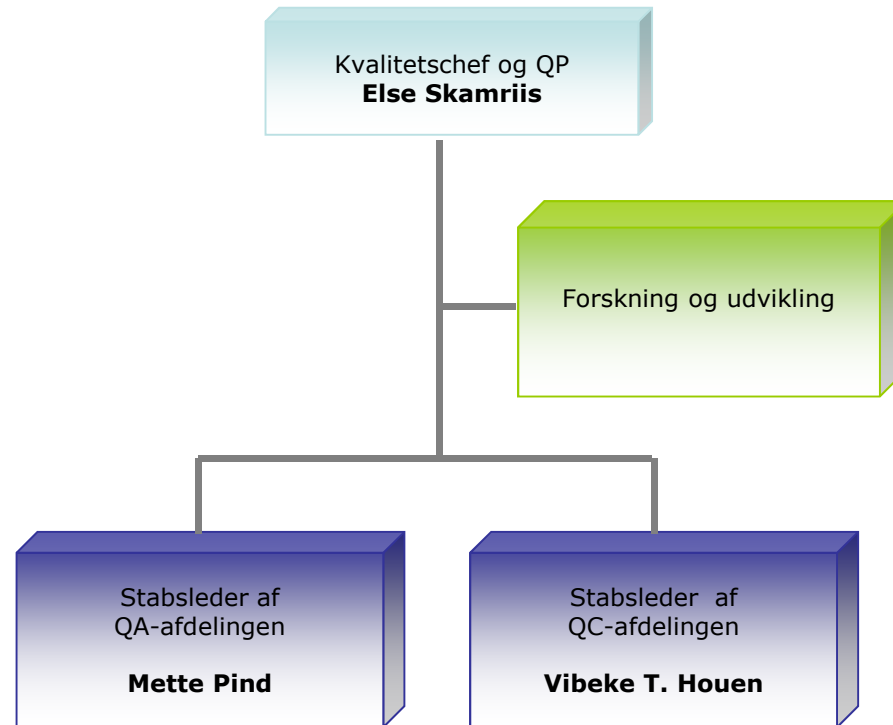 Kvalitetschef og QP
Else Skamriis
Forskning og udvikling
Stabsleder af
QA-afdelingen
Mette Pind
Stabsleder af
QC-afdelingen
Vibeke T. Houen